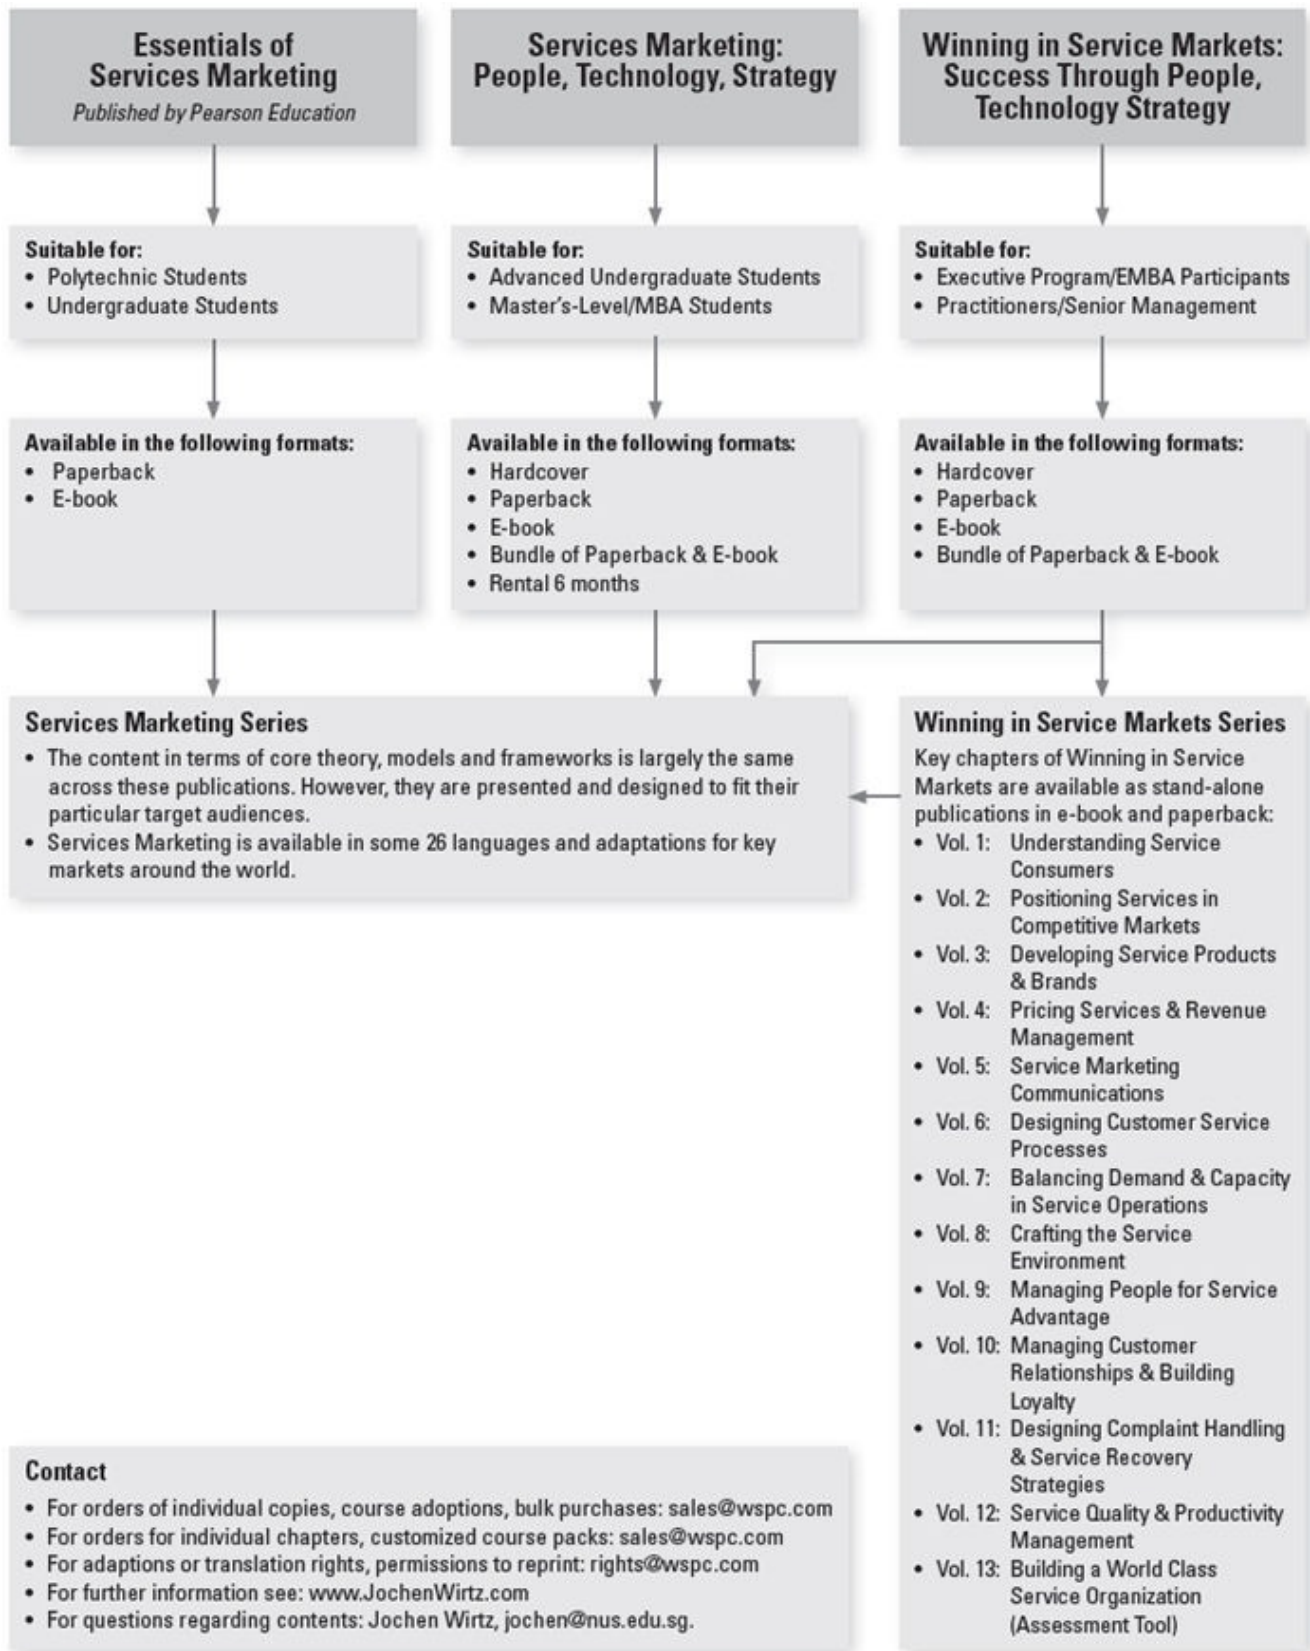 Essentials of
Services Marketing
Published by Pearson Education
Services Marketing:
People, Technology, Strategy
Winning in Service Markets:
Success Through People,
Technology Strategy
Suitable for:
• Polytechnic Students
• Undergraduate Students
Suitable for:
• Advanced Undergraduate Students
• Master's-Level/MBA Students
Suitable for:
• Executive Program/EMBA Participants
• Practitioners/Senior Management
Available in the following formats:
• Paperback
• E-book
Available in the following formats:
• Hardcover
• Paperback
• E-book
• Bundle of Paperback & E-book
• Rental 6 months
Available in the following formats:
• Hardcover
• Paperback
• E-book
• Bundle of Paperback & E-book
Services Marketing Series
• The content in terms of core theory, models and frameworks is largely the same
across these publications. However, they are presented and designed to fit their
particular target audiences.
• Services Marketing is available in some 26 languages and adaptations for key
markets around the world.
Winning in Service Markets Series
Key chapters of Winning in Service
Markets are available as stand-alone
publications in e-book and paperback:
• Vol. 1: Understanding Service
Consumers
• Vol. 2: Positioning Services in
Competitive Markets
• Vol. 3: Developing Service Products
& Brands
• Vol. 4: Pricing Services & Revenue
Management
• Vol. 5: Service Marketing
Communications
• Vol. 6: Designing Customer Service
Processes
• Vol. 7: Balancing Demand & Capacity
in Service Operations
• Vol. 8: Crafting the Service
Environment
• Vol. 9: Managing People for Service
Advantage
• Vol. 10: Managing Customer
Relationships & Building
Loyalty
• Vol. 11: Designing Complaint Handling
& Service Recovery
Strategies
• Vol. 12: Service Quality & Productivity
Management
• Vol. 13: Building a World Class
Service Organization
(Assessment Tool)
Contact
• For orders of individual copies, course adoptions, bulk purchases: sales@wspc.com
• For orders for individual chapters, customized course packs: sales@wspc.com
• For adaptions or translation rights, permissions to reprint: rights@wspc.com
• For further information see: www.JochenWirtz.com
• For questions regarding contents: Jochen Wirtz, jochen@nus.edu.sg.